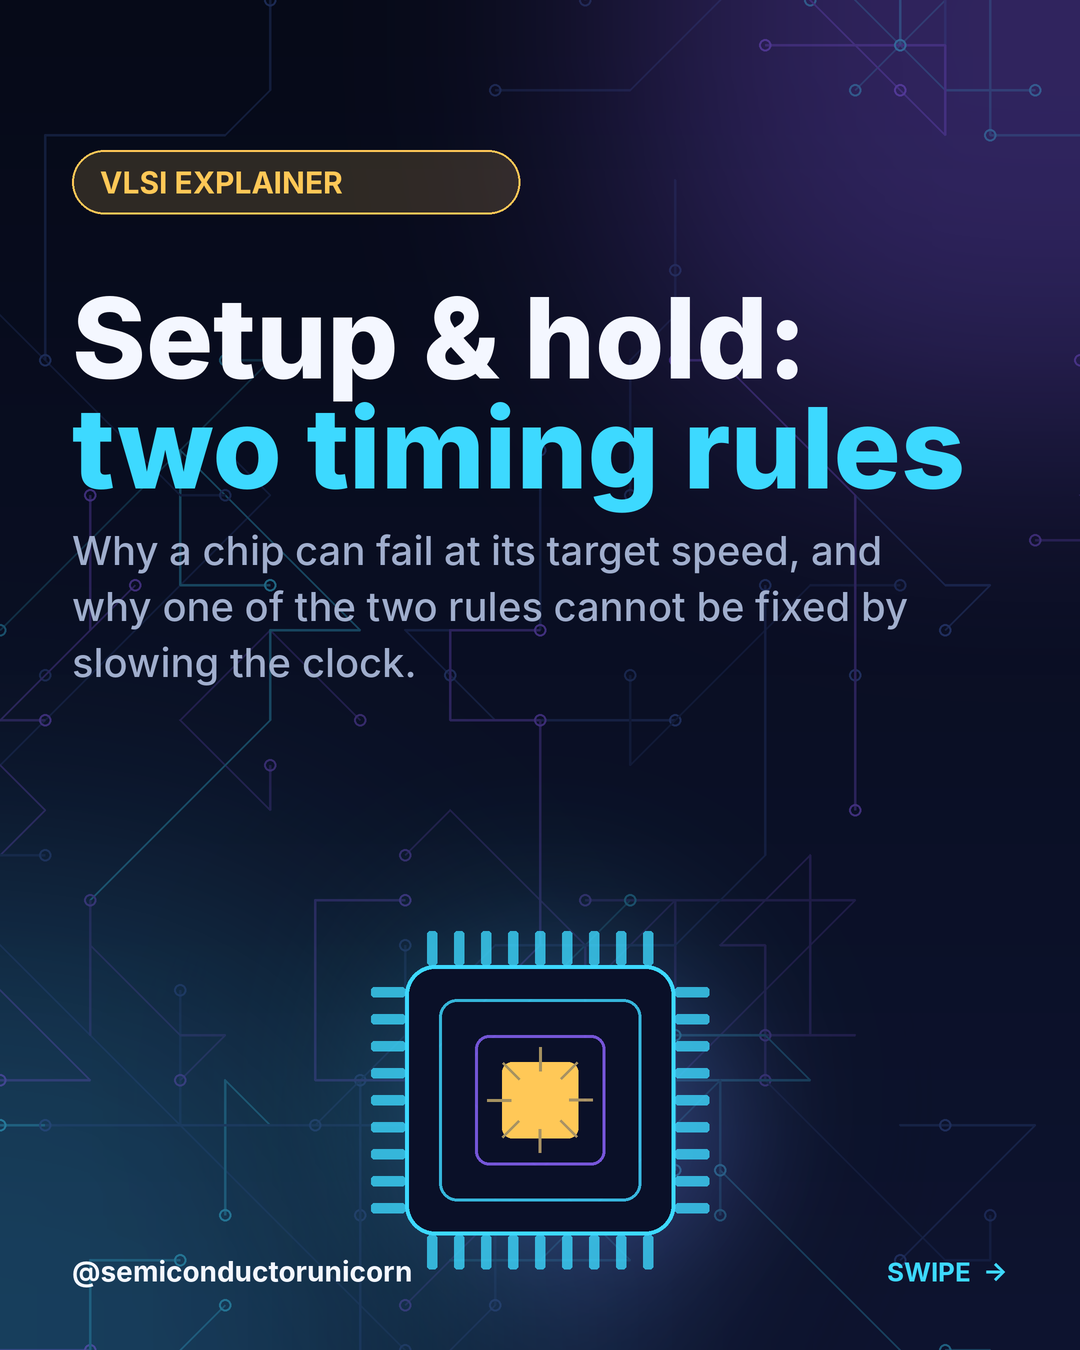 VLSI EXPLAINER
Setup & hold:
two timing rules
Why a chip can fail at its target speed, and
why one of the two rules cannot be fixed by
slowing the clock.
@semiconductorunicorn
SWIPE →